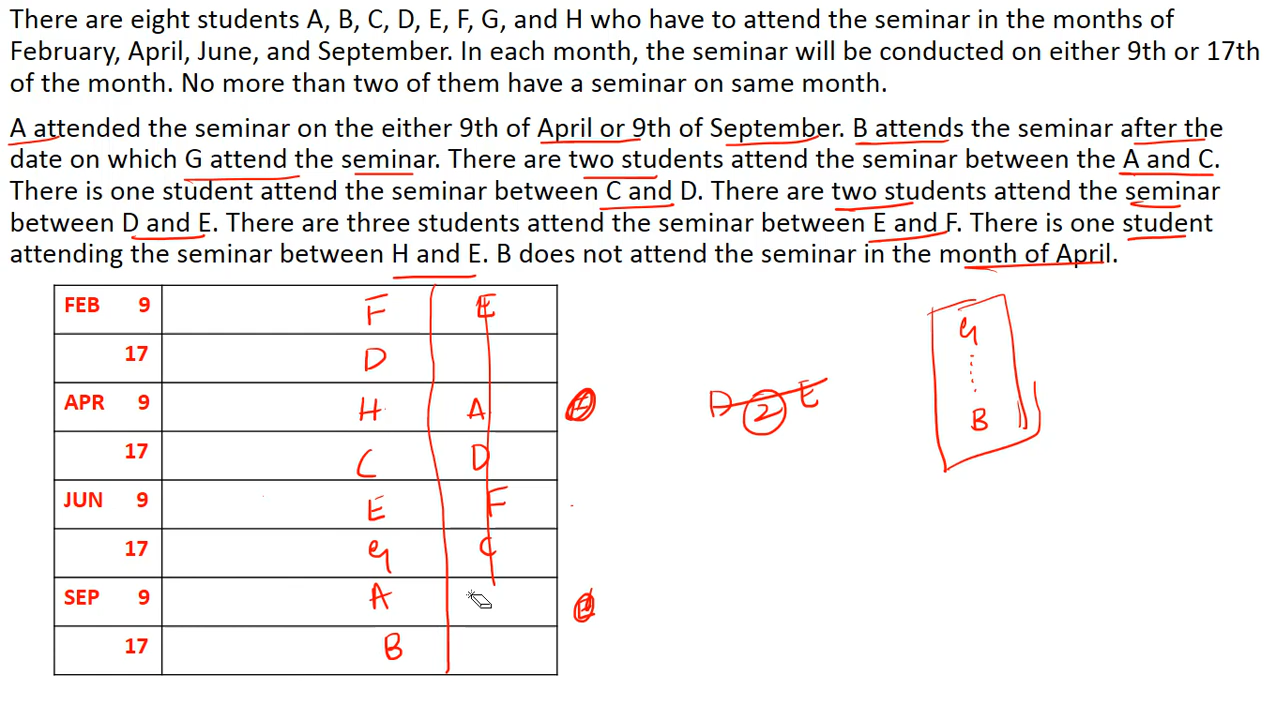 There are eight students A, B, C, D, E, F, G, and H who have to attend the seminar in the months of
February, April, June, and September. In each month, the seminar will be conducted on either 9th or 17th
of the month. No more than two of them have a seminar on same month.
A attended the seminar on the either 9th of April or 9th of September. B attends the seminar after the
date on which G attend the seminar. There are two students attend the seminar between the A and C.
There is one student attend the seminar between C and D. There are two students attend the seminar
between D and E. There are three students attend the seminar between E and F. There is one student
attending the seminar between H and E. B does not attend the seminar in the month of April.
FEB 9 F E
17 D
APR 9 H A
17 C D
JUN 9 E F
17 G C
SEP 9 A
17 B
D 2 E
G
B